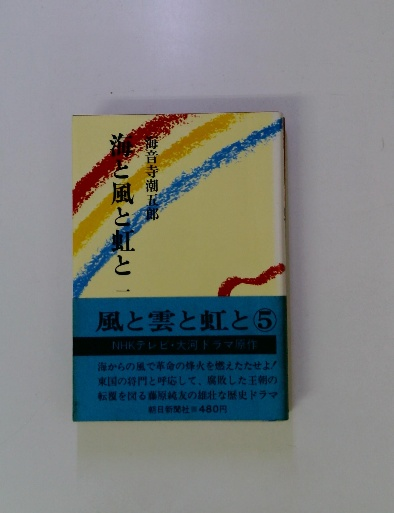 海音寺潮五郎
海と風と虹と 一
風と雲と虹と⑤
NHKテレビ・大河ドラマ原作
海からの風で革命の烽火を燃えたたせよ!
東国の将門と呼応して、腐敗した王朝の
転覆を図る藤原純友の雄壮な歴史ドラマ
朝日新聞社※480円